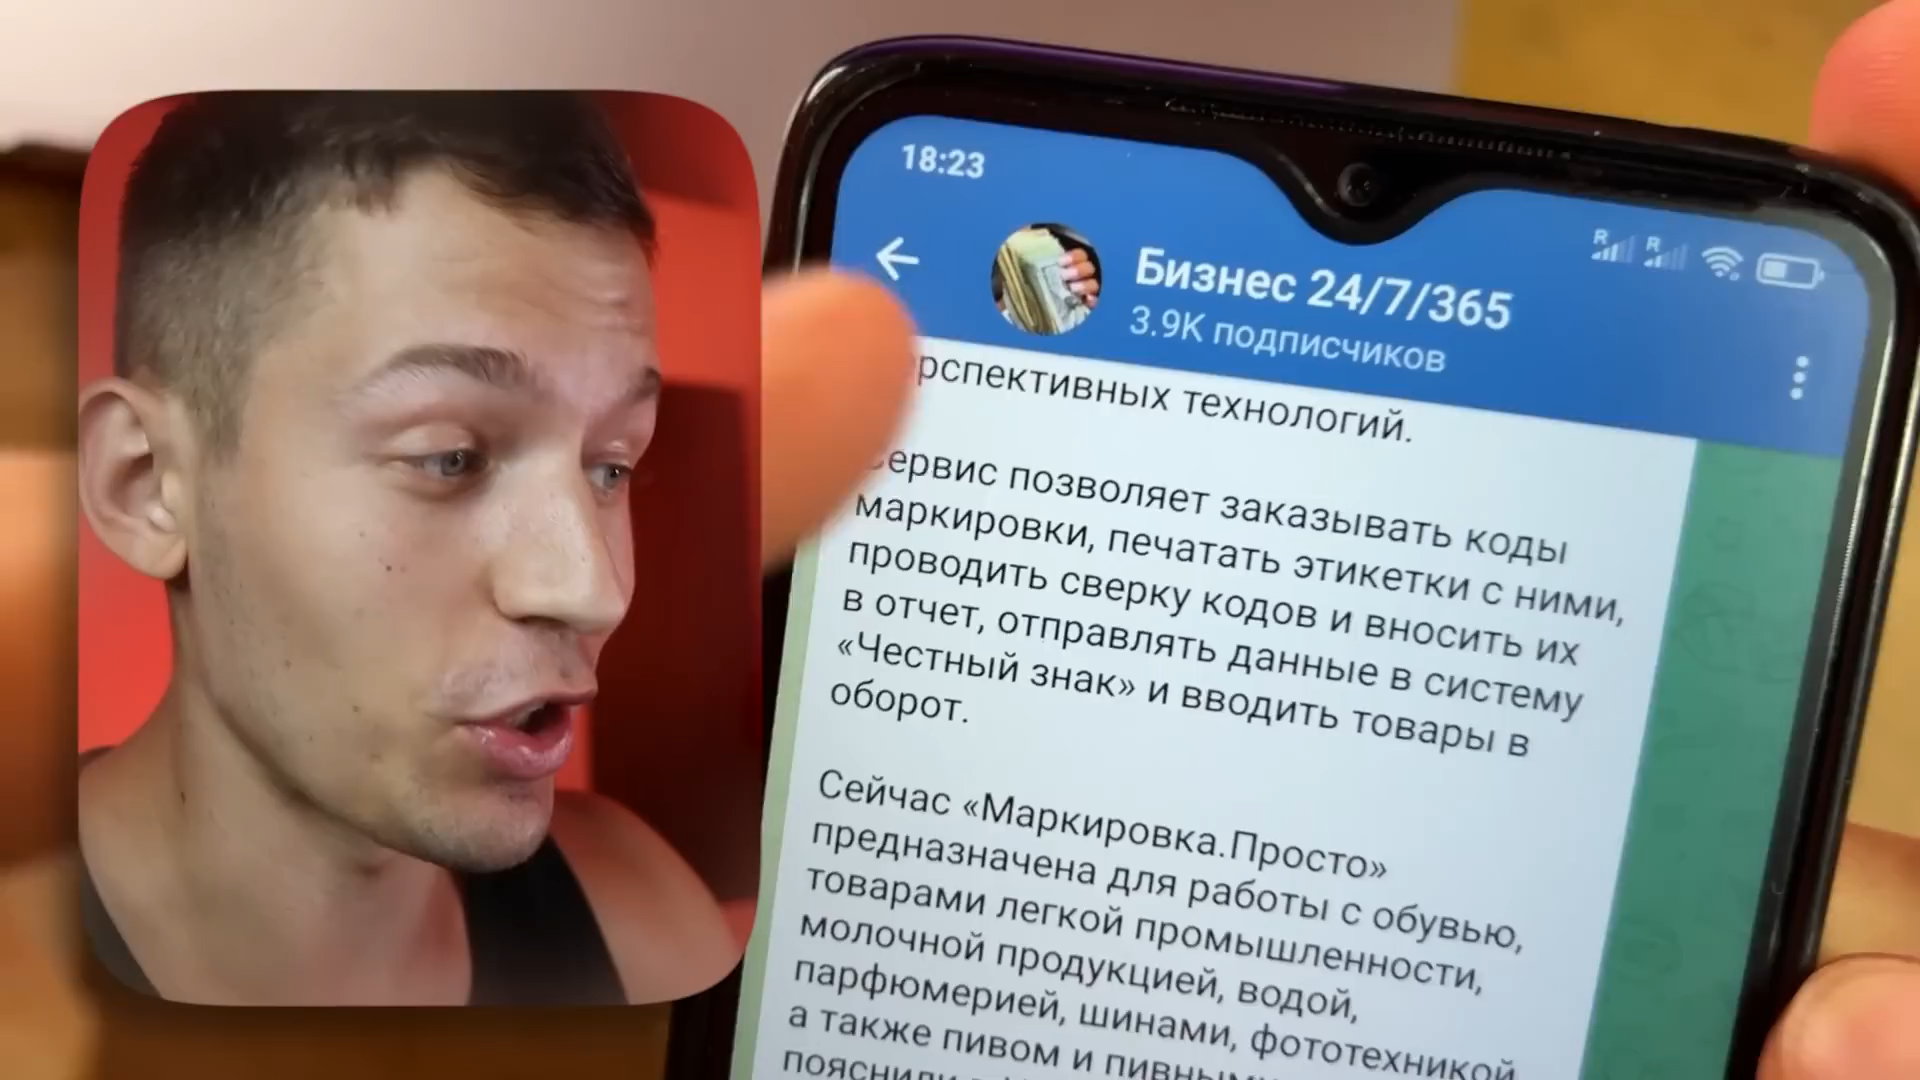 18:23
R R
Бизнес 24/7/365
3.9K подписчиков
рспективных технологий.
Сервис позволяет заказывать коды
маркировки, печатать этикетки с ними,
проводить сверку кодов и вносить их
в отчет, отправлять данные в систему
«Честный знак» и вводить товары в
оборот.
Сейчас «Маркировка.Просто»
предназначена для работы с обувью,
товарами легкой промышленности,
молочной продукцией, водой,
парфюмерией, шинами, фототехникой,
а также пивом и пивными